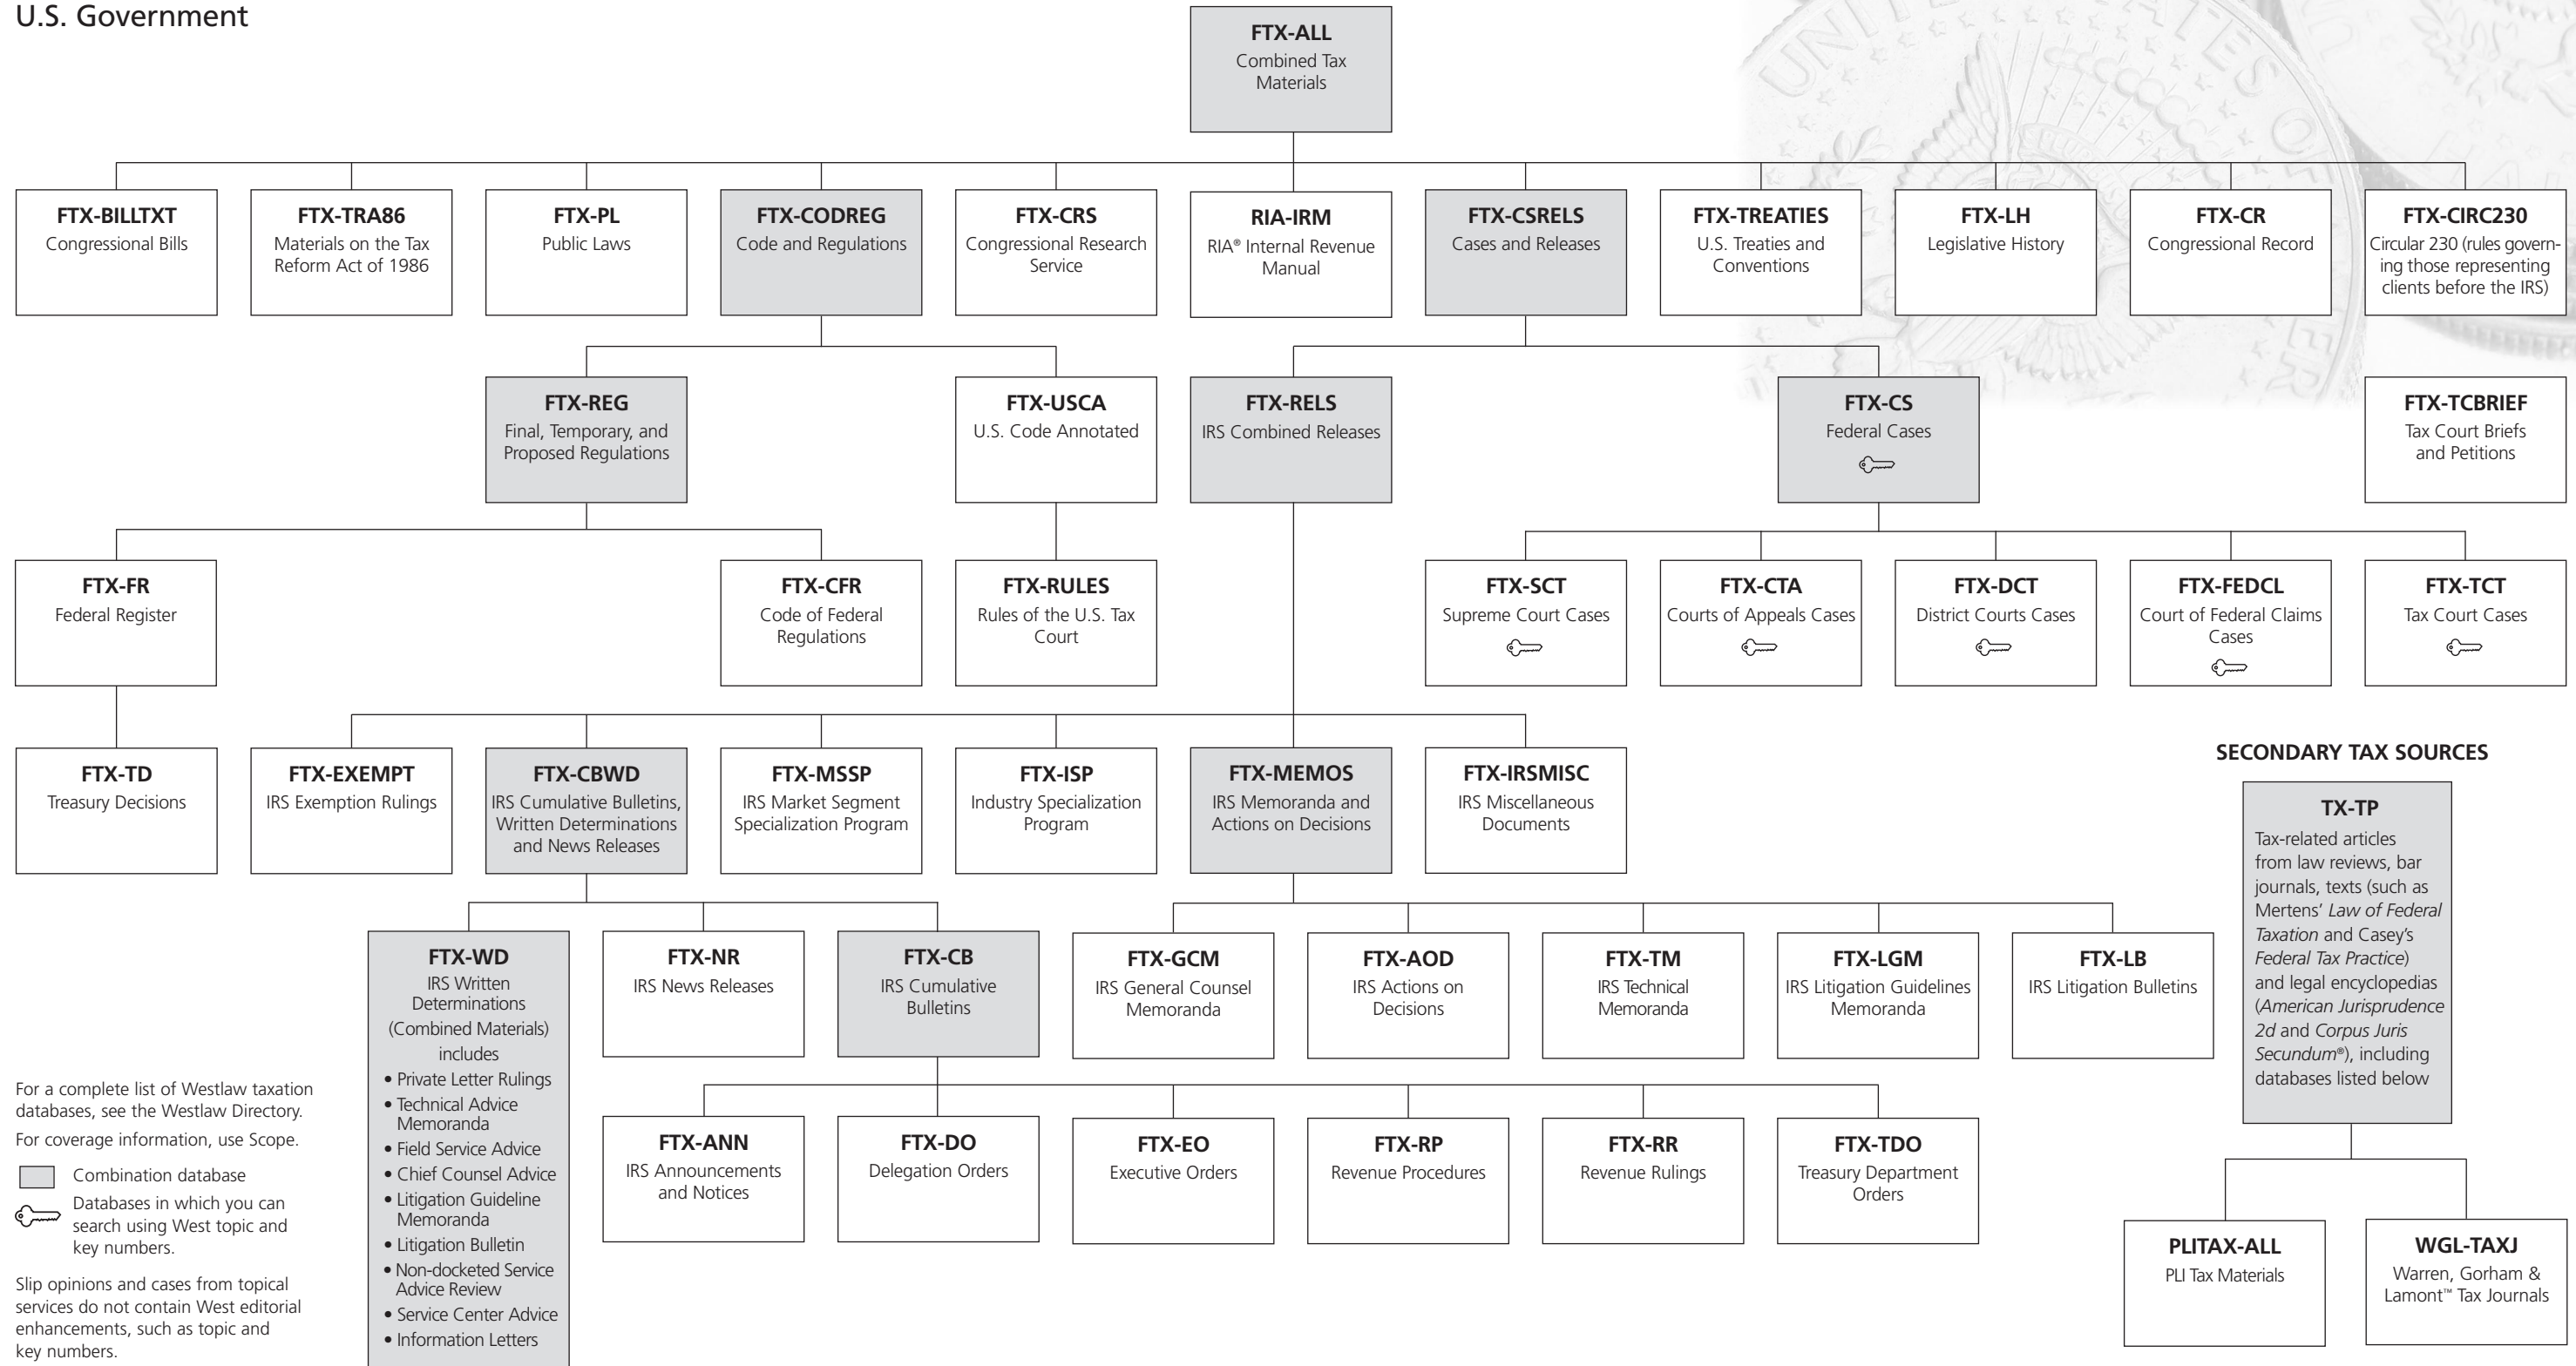 U.S. Government
FTX-ALL
Combined Tax
Materials
FTX-BILLTXT
Congressional Bills
FTX-TRA86
Materials on the Tax
Reform Act of 1986
FTX-PL
Public Laws
FTX-CODREG
Code and Regulations
FTX-CRS
Congressional Research
Service
RIA-IRM
RIA® Internal Revenue
Manual
FTX-CSRELS
Cases and Releases
FTX-TREATIES
U.S. Treaties and
Conventions
FTX-LH
Legislative History
FTX-CR
Congressional Record
FTX-CIRC230
Circular 230 (rules govern-
ing those representing
clients before the IRS)
FTX-REG
Final, Temporary, and
Proposed Regulations
FTX-USCA
U.S. Code Annotated
FTX-RELS
IRS Combined Releases
FTX-CS
Federal Cases
FTX-TCBRIEF
Tax Court Briefs
and Petitions
FTX-FR
Federal Register
FTX-CFR
Code of Federal
Regulations
FTX-RULES
Rules of the U.S. Tax
Court
FTX-SCT
Supreme Court Cases
FTX-CTA
Courts of Appeals Cases
FTX-DCT
District Courts Cases
FTX-FEDCL
Court of Federal Claims
Cases
FTX-TCT
Tax Court Cases
FTX-TD
Treasury Decisions
FTX-EXEMPT
IRS Exemption Rulings
FTX-CBWD
IRS Cumulative Bulletins,
Written Determinations
and News Releases
FTX-MSSP
IRS Market Segment
Specialization Program
FTX-ISP
Industry Specialization
Program
FTX-MEMOS
IRS Memoranda and
Actions on Decisions
FTX-IRSMISC
IRS Miscellaneous
Documents
SECONDARY TAX SOURCES
TX-TP
Tax-related articles
from law reviews, bar
journals, texts (such as
Mertens’ Law of Federal
Taxation and Casey’s
Federal Tax Practice)
and legal encyclopedias
(American Jurisprudence
2d and Corpus Juris
Secundum®), including
databases listed below
FTX-WD
IRS Written
Determinations
(Combined Materials)
includes
• Private Letter Rulings
• Technical Advice
Memoranda
• Field Service Advice
• Chief Counsel Advice
• Litigation Guideline
Memoranda
• Litigation Bulletin
• Non-docketed Service
Advice Review
• Service Center Advice
• Information Letters
FTX-NR
IRS News Releases
FTX-CB
IRS Cumulative
Bulletins
FTX-GCM
IRS General Counsel
Memoranda
FTX-AOD
IRS Actions on
Decisions
FTX-TM
IRS Technical
Memoranda
FTX-LGM
IRS Litigation Guidelines
Memoranda
FTX-LB
IRS Litigation Bulletins
FTX-ANN
IRS Announcements
and Notices
FTX-DO
Delegation Orders
FTX-EO
Executive Orders
FTX-RP
Revenue Procedures
FTX-RR
Revenue Rulings
FTX-TDO
Treasury Department
Orders
PLITAX-ALL
PLI Tax Materials
WGL-TAXJ
Warren, Gorham &
Lamont™ Tax Journals
For a complete list of Westlaw taxation
databases, see the Westlaw Directory.
For coverage information, use Scope.
Combination database
Databases in which you can
search using West topic and
key numbers.
Slip opinions and cases from topical
services do not contain West editorial
enhancements, such as topic and
key numbers.